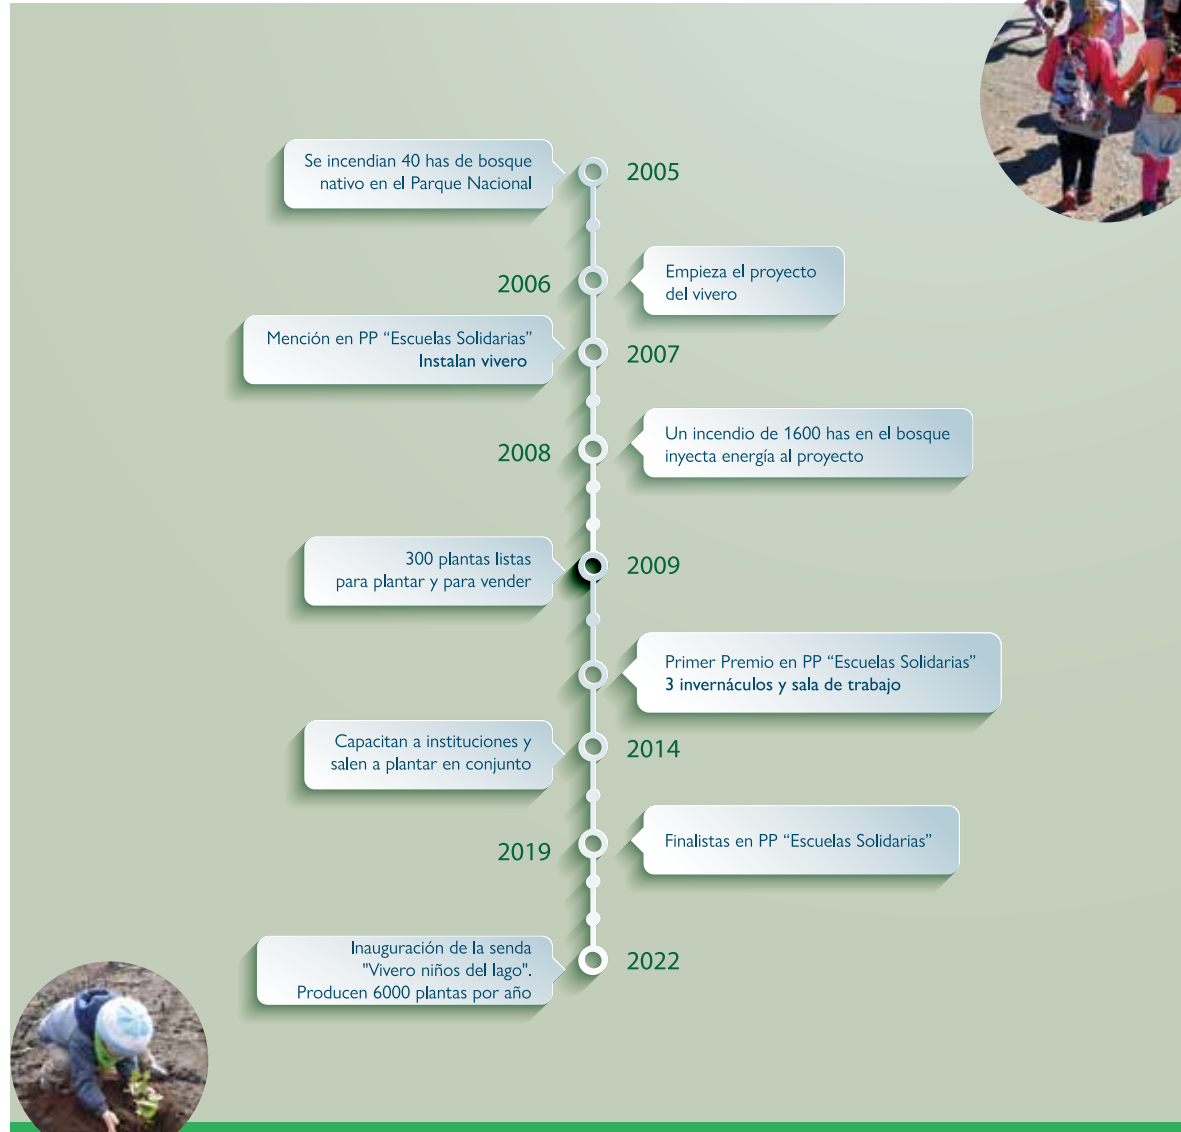 Se incendian 40 has de bosque
nativo en el Parque Nacional
2005
2006
Empieza el proyecto
del vivero
Mención en PP “Escuelas Solidarias”
Instalan vivero
2007
2008
Un incendio de 1600 has en el bosque
inyecta energía al proyecto
300 plantas listas
para plantar y para vender
2009
Primer Premio en PP “Escuelas Solidarias”
3 invernáculos y sala de trabajo
Capacitan a instituciones y
salen a plantar en conjunto
2014
2019
Finalistas en PP “Escuelas Solidarias”
Inauguración de la senda
"Vivero niños del lago".
Producen 6000 plantas por año
2022